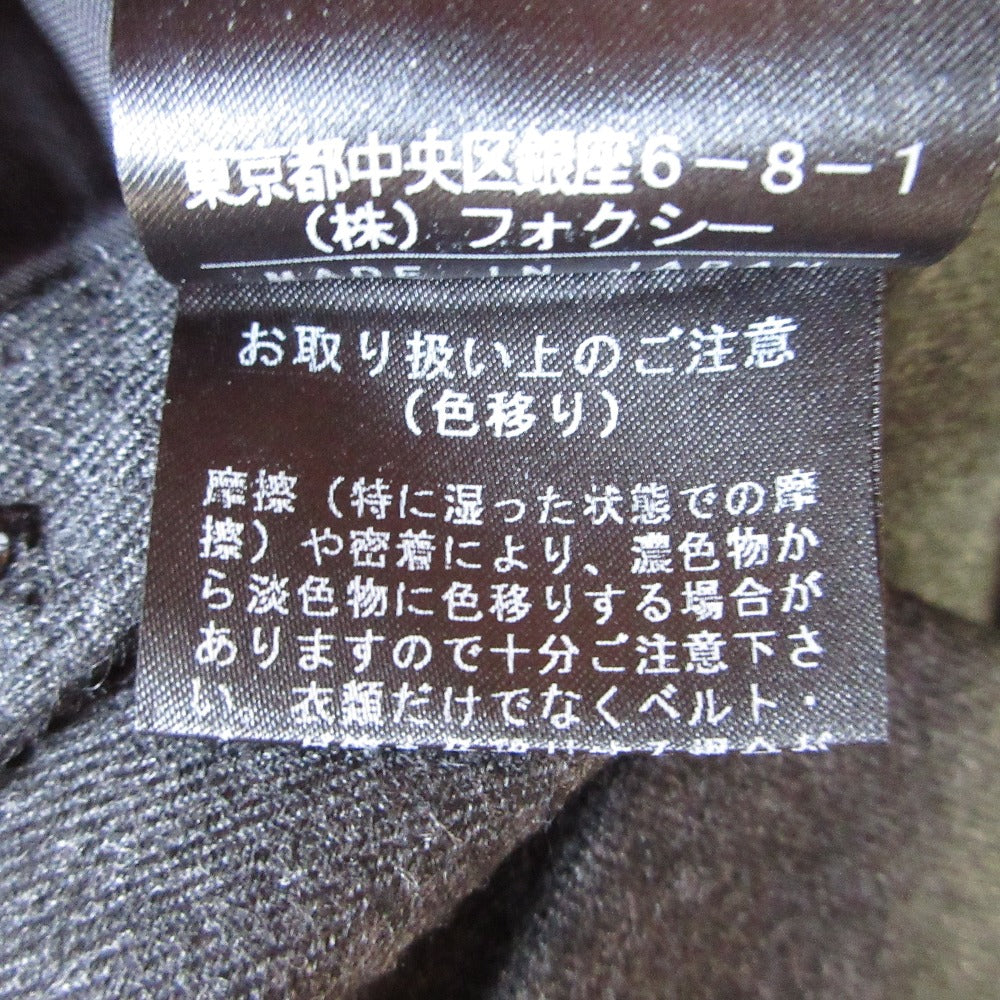 東京都中央区銀座6-8-1
(株)フォクシー
MADE IN JAPAN
お取り扱い上のご注意
(色移り)
摩擦(特に湿った状態での摩
擦)や密着により、濃色物か
ら淡色物に色移りする場合が
ありますので十分ご注意下さ
い。衣類だけでなくベルト・